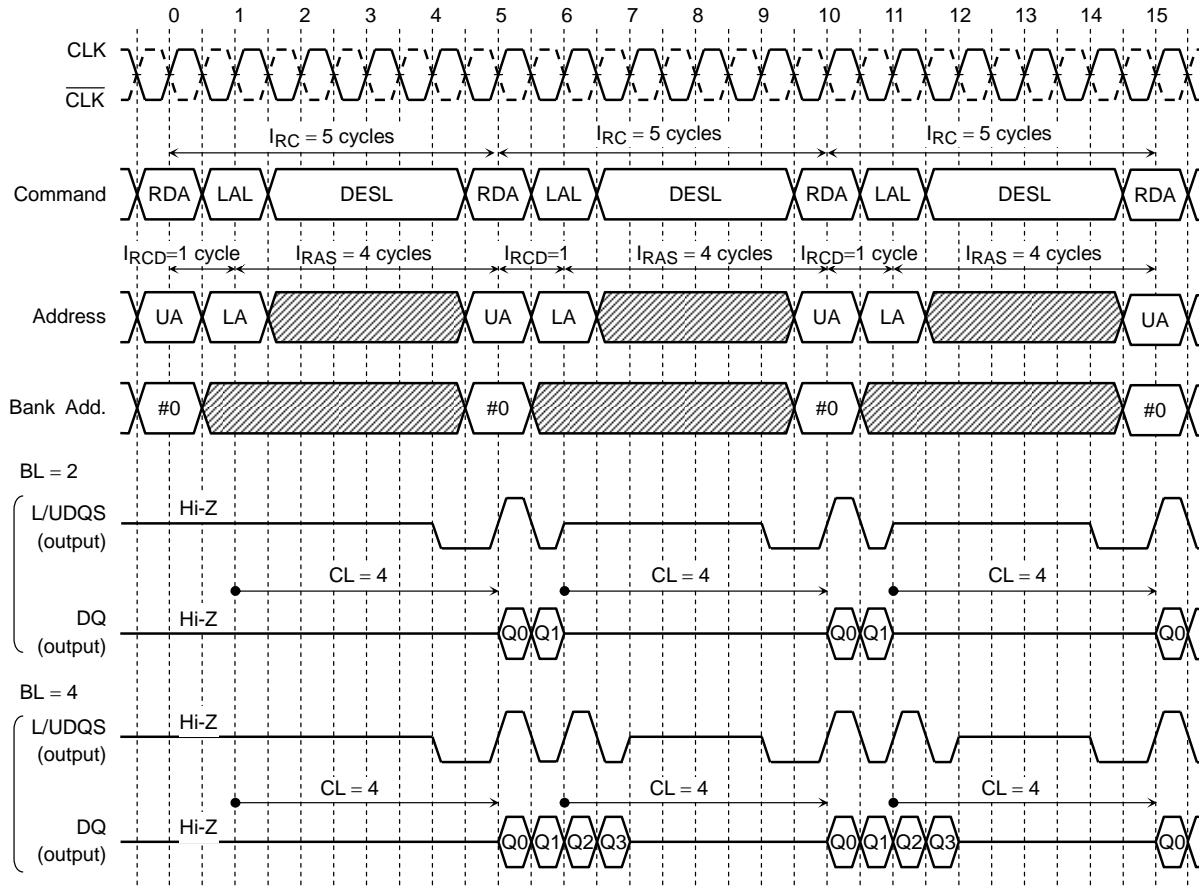 0 1 2 3 4 5 6 7 8 9 10 11 12 13 14 15
CLK
CLK
IRC = 5 cycles IRC = 5 cycles IRC = 5 cycles
Command RDA LAL DESL RDA LAL DESL RDA LAL DESL RDA
IRCD=1 cycle IRAS = 4 cycles IRCD=1 IRAS = 4 cycles IRCD=1 cycle IRAS = 4 cycles
Address UA LA UA LA UA LA UA
Bank Add. #0 #0 #0 #0
BL = 2
L/UDQS Hi-Z
(output)
CL = 4 CL = 4 CL = 4
DQ Hi-Z Q0 Q1 Q0 Q1 Q0
(output)
BL = 4
L/UDQS Hi-Z
(output)
CL = 4 CL = 4 CL = 4
DQ Hi-Z Q0 Q1 Q2 Q3 Q0 Q1 Q2 Q3 Q0
(output)